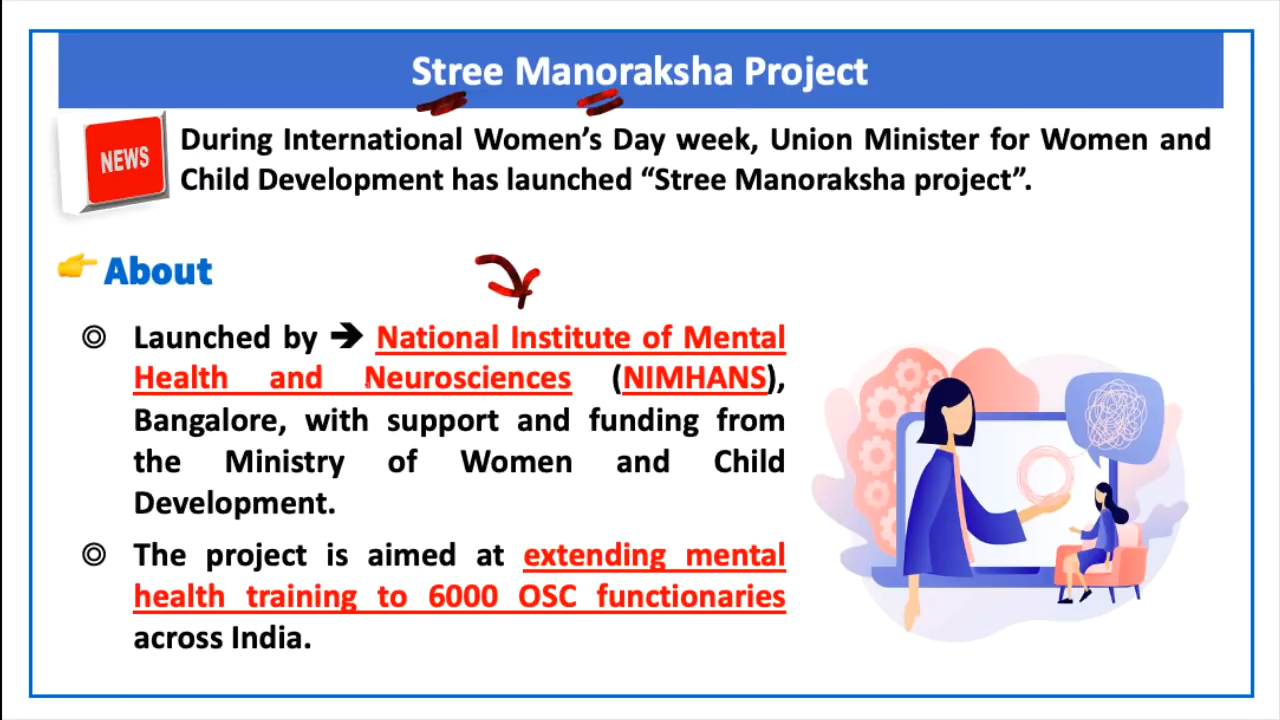 Stree Manoraksha Project
NEWS
During International Women’s Day week, Union Minister for Women and
Child Development has launched “Stree Manoraksha project”.
About
Launched by ➔ National Institute of Mental
Health and Neurosciences (NIMHANS),
Bangalore, with support and funding from
the Ministry of Women and Child
Development.
The project is aimed at extending mental
health training to 6000 OSC functionaries
across India.